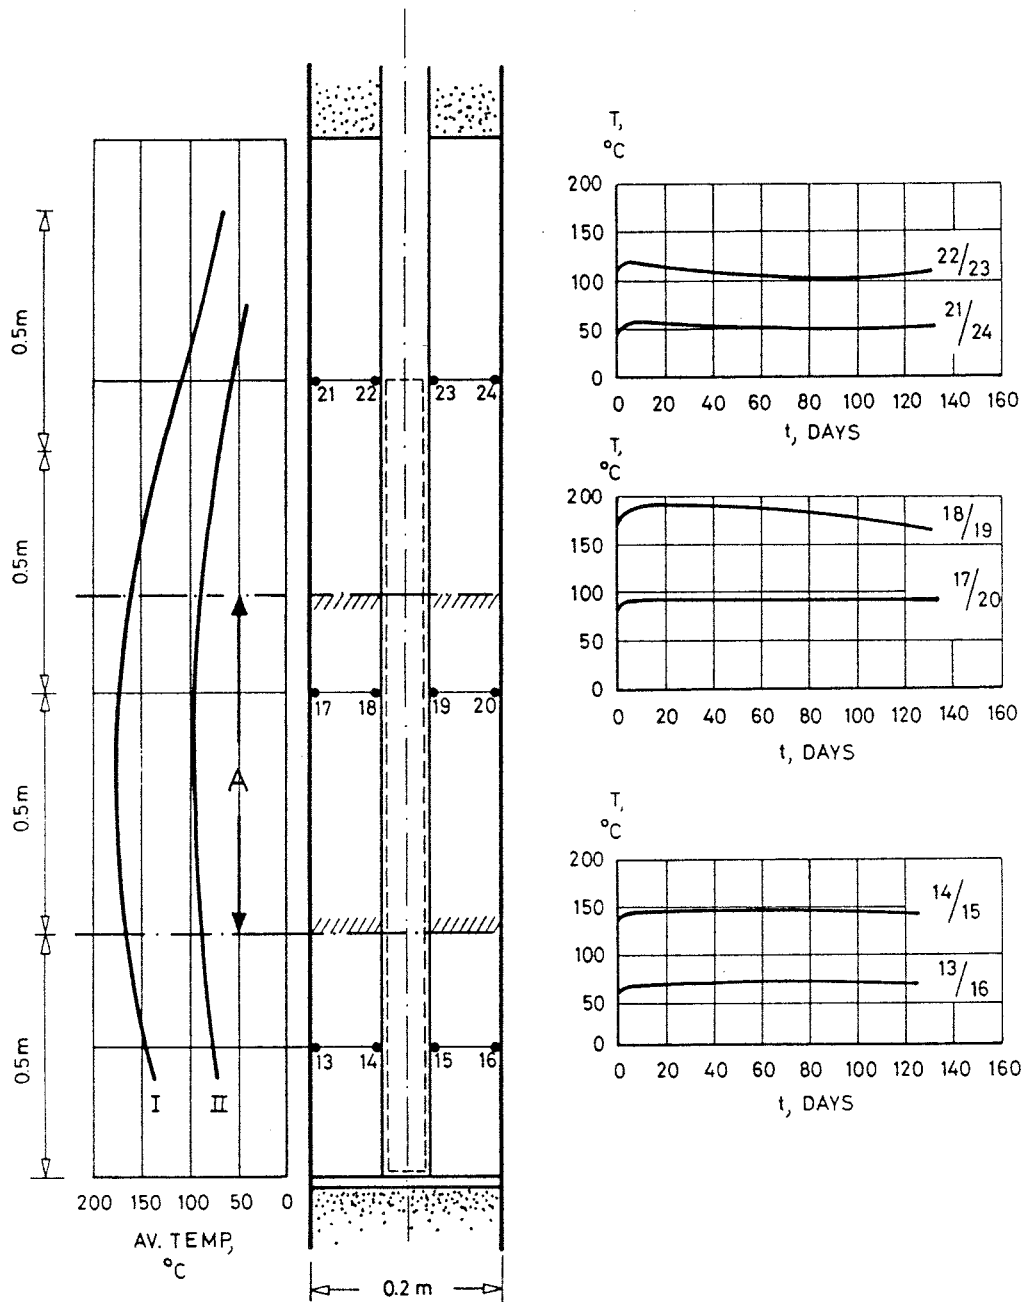 0.5m
0.5m
0.5m
0.5m
A
I II
200 150 100 50 0
AV. TEMP,
°C
21 22 23 24
17 18 19 20
13 14 15 16
0.2 m
T,
°C
200
150
100
50
0
22/23
21/24
0 20 40 60 80 100 120 140 160
t, DAYS
T,
°C
200
150
100
50
0
18/19
17/20
0 20 40 60 80 100 120 140 160
t, DAYS
T,
°C
200
150
100
50
0
14/15
13/16
0 20 40 60 80 100 120 140 160
t, DAYS